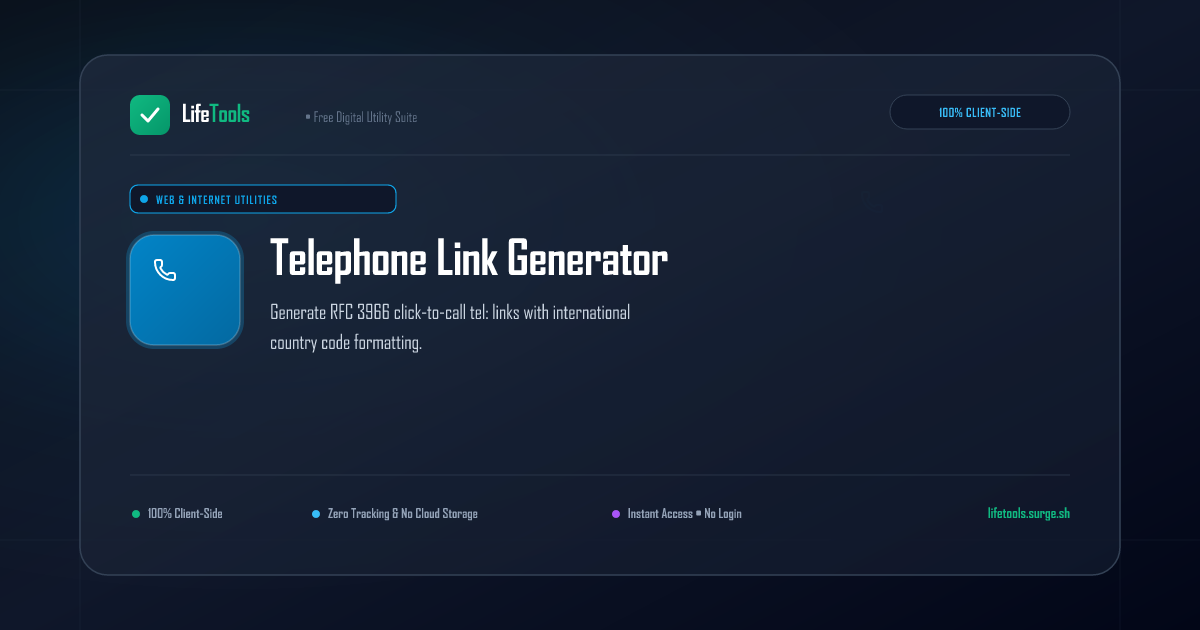 LifeTools
• Free Digital Utility Suite
100% CLIENT-SIDE
WEB & INTERNET UTILITIES
Telephone Link Generator
Generate RFC 3966 click-to-call tel: links with international
country code formatting.
100% Client-Side
Zero Tracking & No Cloud Storage
Instant Access • No Login
lifetools.surge.sh